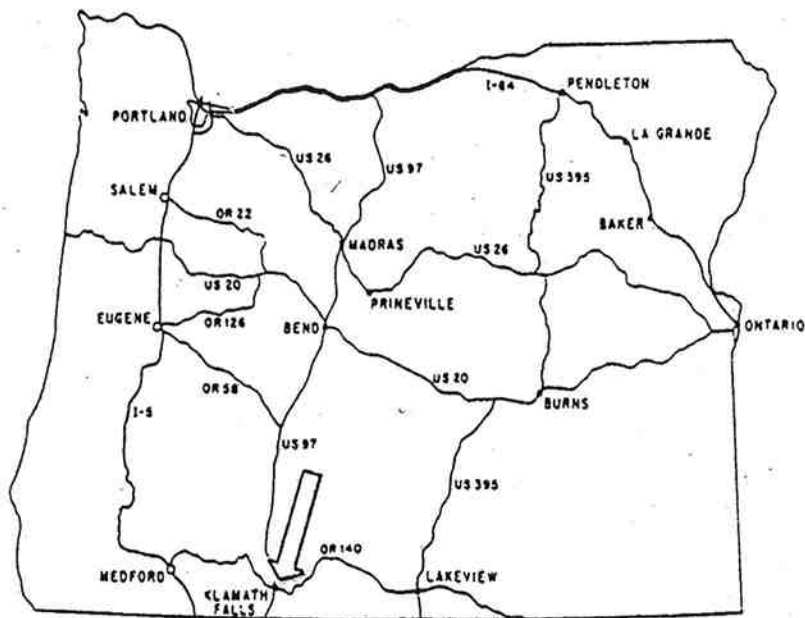 I-84
PENDLETON
PORTLAND
LA GRANDE
US 26
US 97
US 395
SALEM
OR 22
BAKER
MADRAS
US 26
US 20
PRINEVILLE
EUGENE
OR 126
BEND
ONTARIO
OR 58
US 20
BURNS
I-5
US 97
US 395
OR 140
MEDFORD
KLAMATH
FALLS
LAKEVIEW